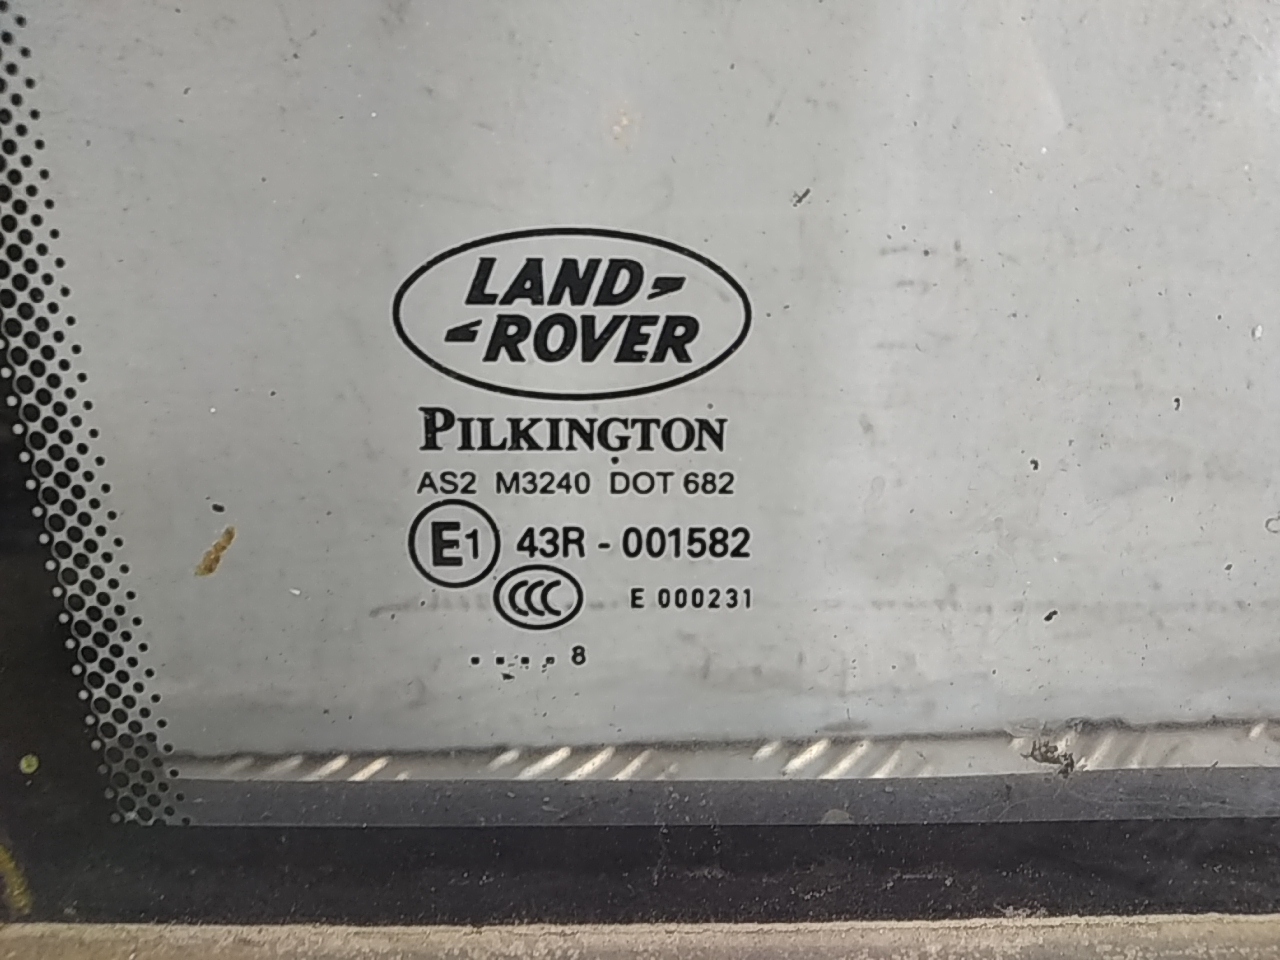 LAND
ROVER
PILKINGTON
AS2 M3240 DOT 682
E1 43R - 001582
CCC E 000231
. . . . 8